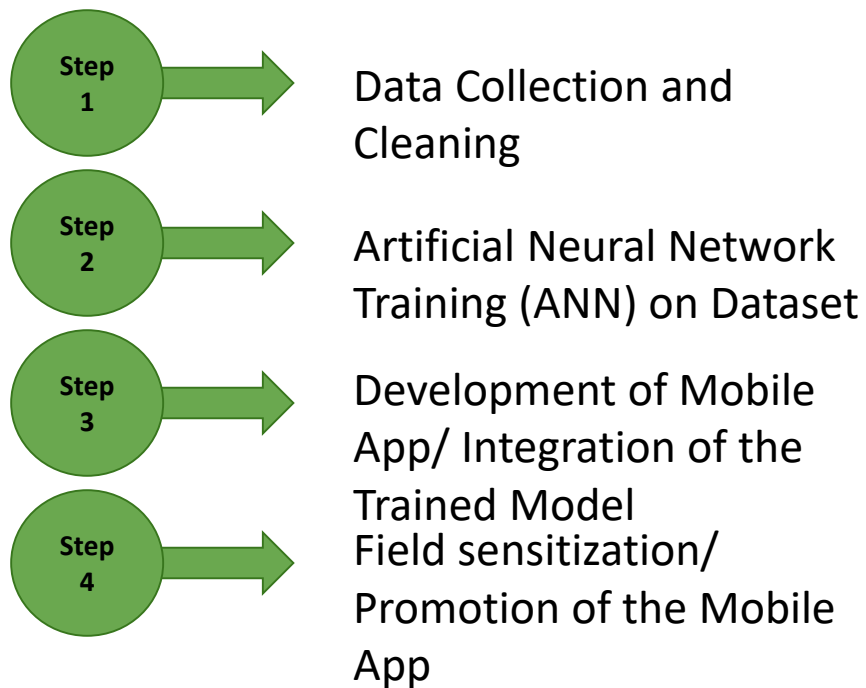 Step
1
Data Collection and
Cleaning
Step
2
Artificial Neural Network
Training (ANN) on Dataset
Step
3
Development of Mobile
App/ Integration of the
Trained Model
Step
4
Field sensitization/
Promotion of the Mobile
App